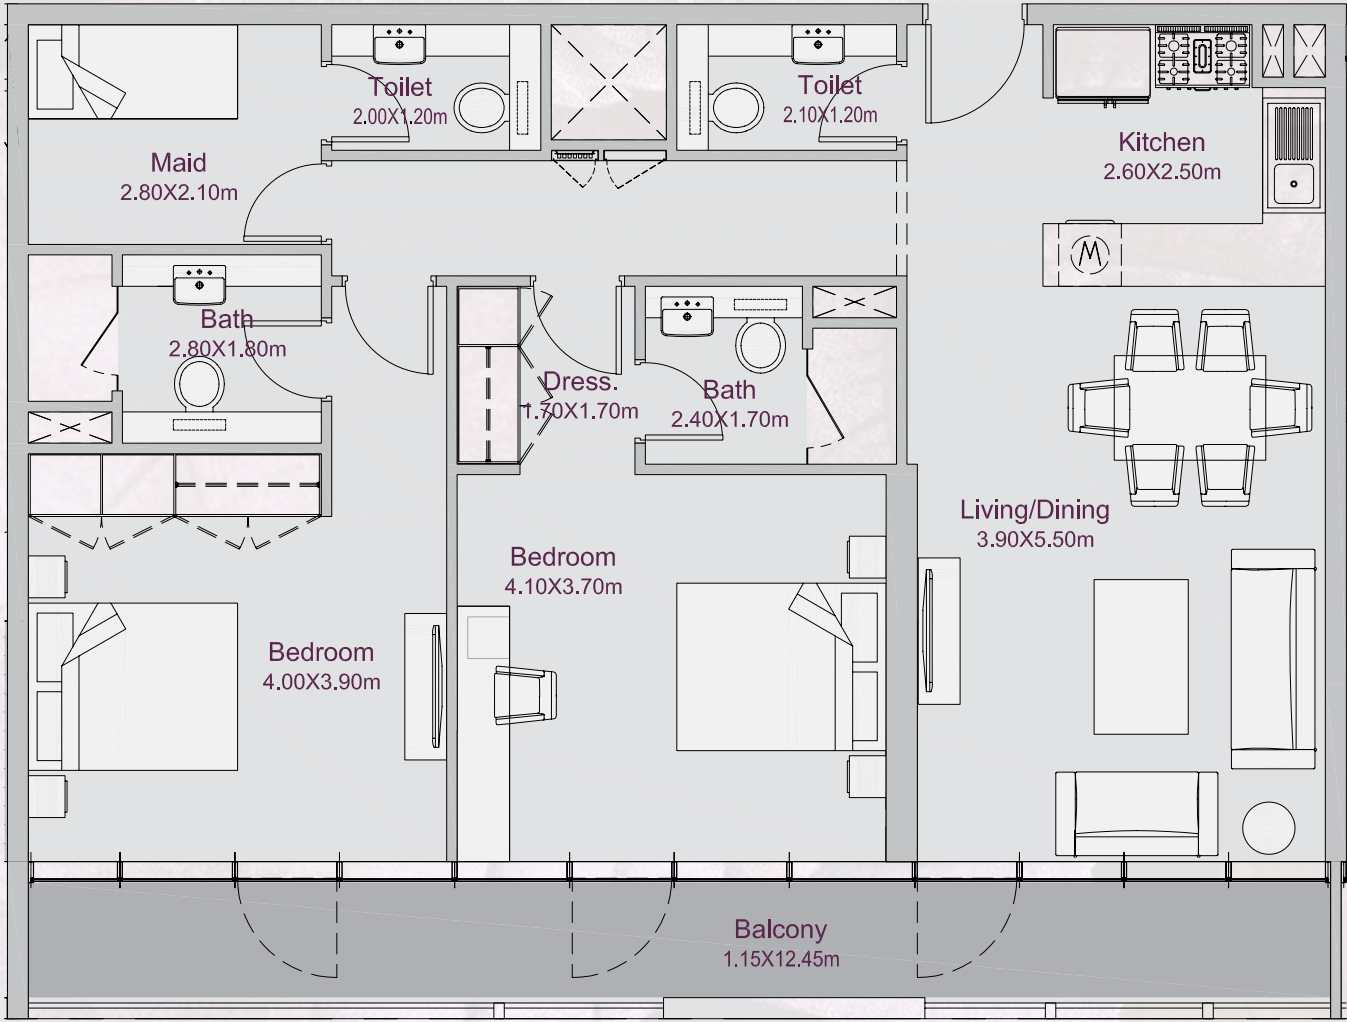 Toilet
2.00X1.20m
Toilet
2.10X1.20m
Maid
2.80X2.10m
Kitchen
2.60X2.50m
M
Bath
2.80X1.80m
Dress.
1.70X1.70m
Bath
2.40X1.70m
Living/Dining
3.90X5.50m
Bedroom
4.10X3.70m
Bedroom
4.00X3.90m
Balcony
1.15X12.45m